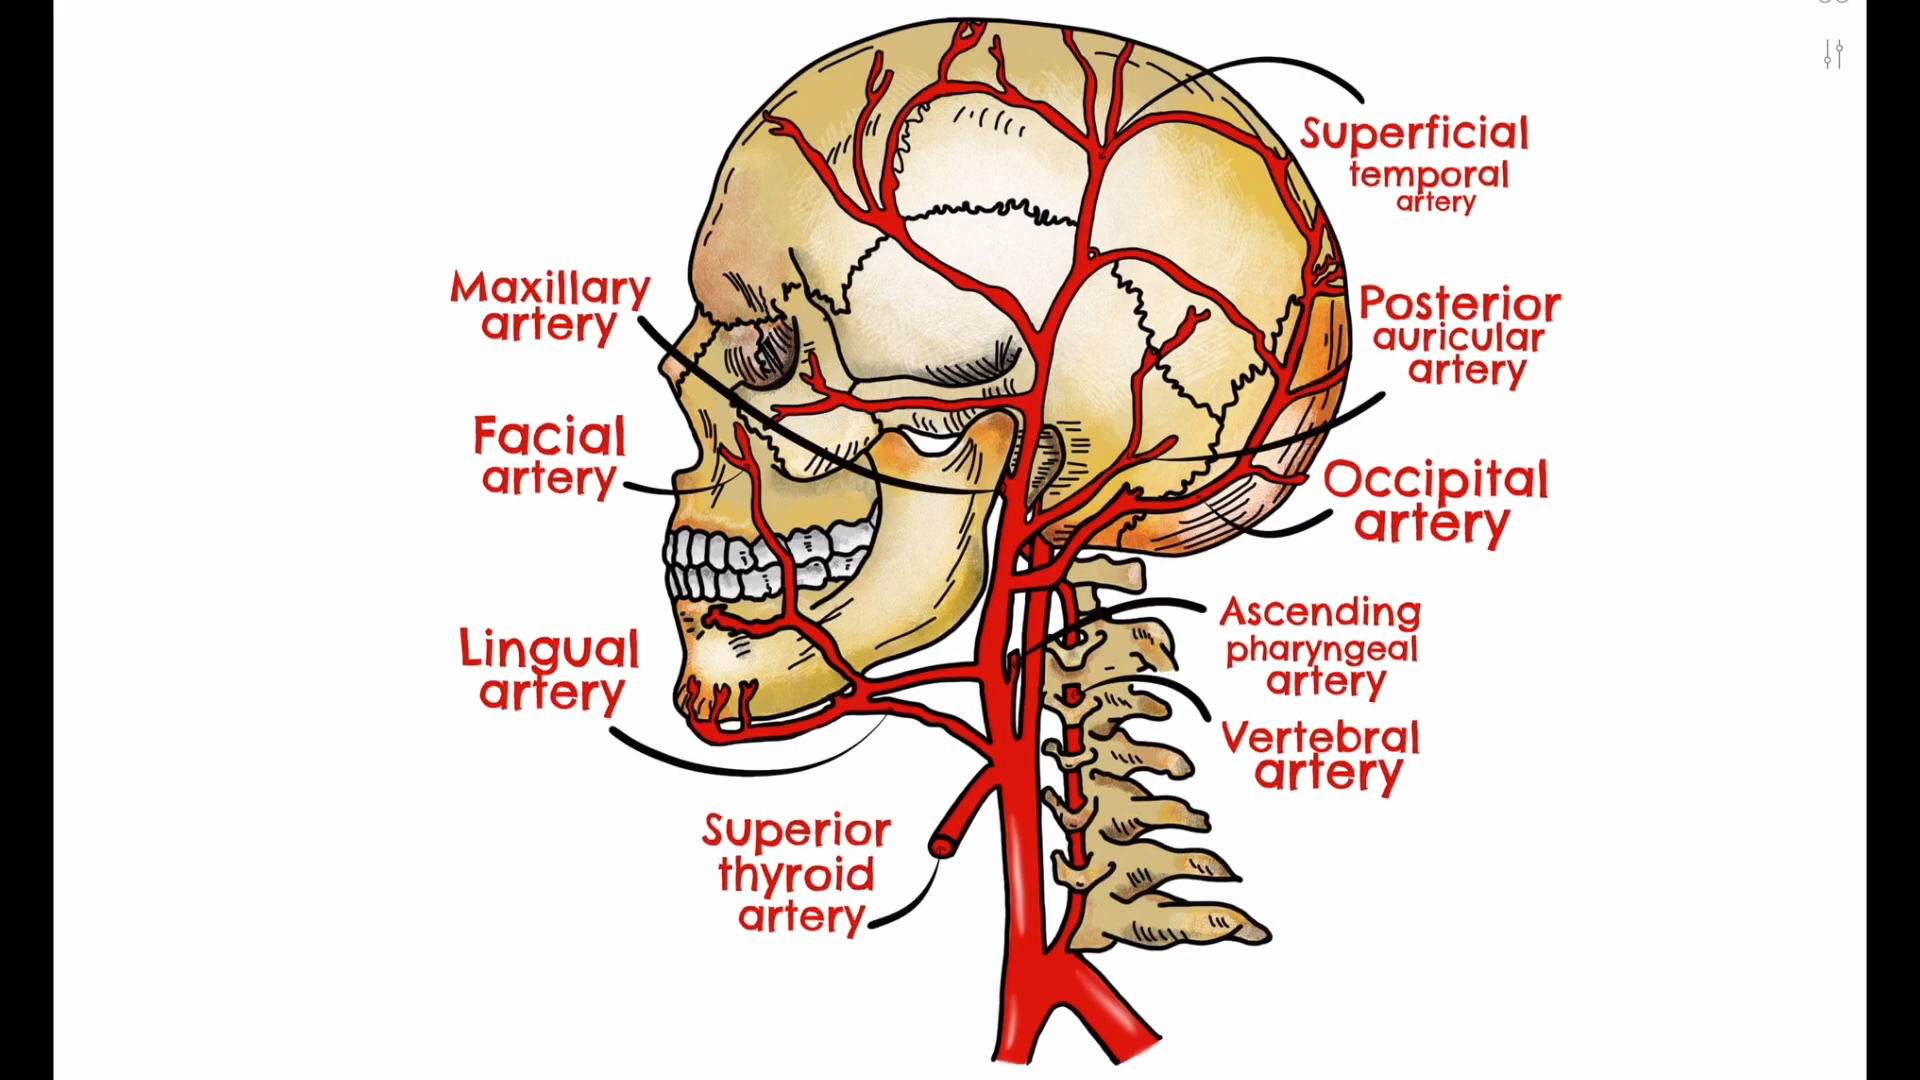 Superficial
temporal
artery
Maxillary
artery
Posterior
auricular
artery
Facial
artery
Occipital
artery
Ascending
pharyngeal
artery
Lingual
artery
Vertebral
artery
Superior
thyroid
artery